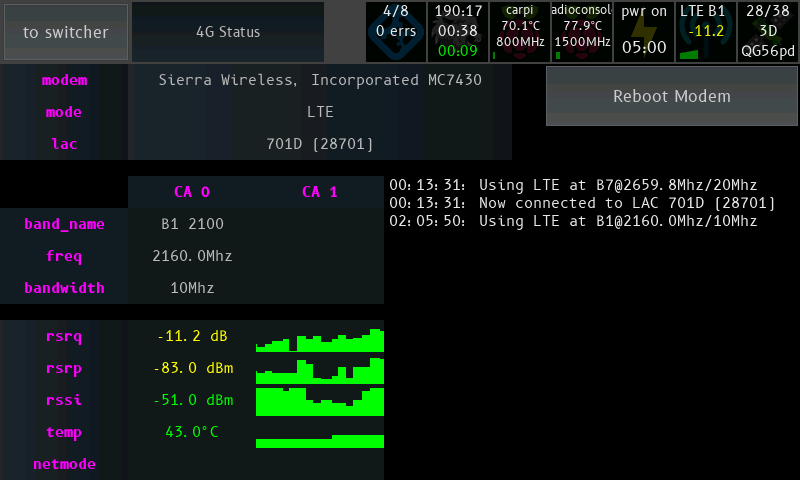 to switcher
4G Status
4/8
0 errs
190:17
00:38
00:09
carpi
70.1°C
800MHz
adioconsol
77.9°C
1500MHz
pwr on
05:00
LTE B1
-11.2
28/38
3D
QG56pd
modem Sierra Wireless, Incorporated MC7430
mode LTE
lac 701D [28701]
Reboot Modem
CA 0 CA 1
band_name B1 2100
freq 2160.0Mhz
bandwidth 10Mhz
00:13:31: Using LTE at B7@2659.8Mhz/20Mhz
00:13:31: Now connected to LAC 701D [28701]
02:05:50: Using LTE at B1@2160.0Mhz/10Mhz
rsrq -11.2 dB
rsrp -83.0 dBm
rssi -51.0 dBm
temp 43.0°C
netmode